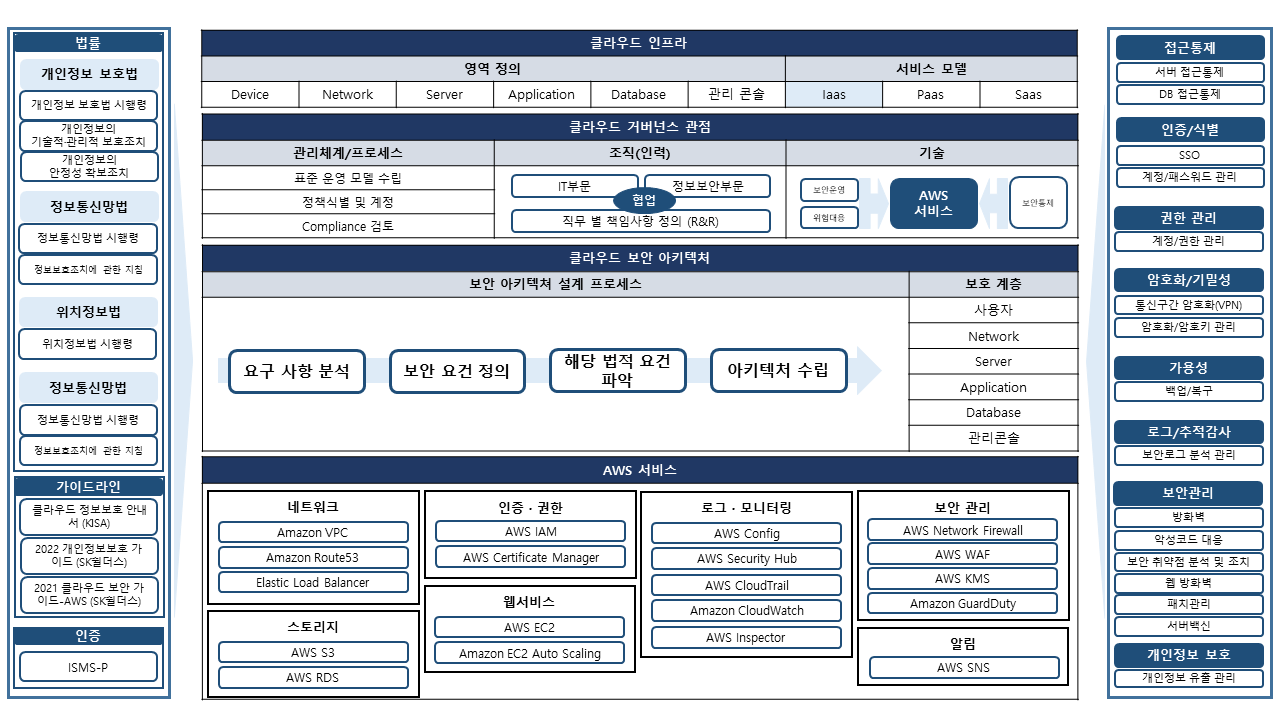 법률
개인정보 보호법
개인정보 보호법 시행령
개인정보의
기술적·관리적 보호조치
개인정보의
안정성 확보조치
정보통신망법
정보통신망법 시행령
정보보호조치에 관한 지침
위치정보법
위치정보법 시행령
정보통신망법
정보통신망법 시행령
정보보호조치에 관한 지침
가이드라인
클라우드 정보보호 안내
서 (KISA)
2022 개인정보보호 가
이드 (SK쉴더스)
2021 클라우드 보안 가
이드-AWS (SK쉴더스)
인증
ISMS-P
클라우드 인프라
영역 정의
서비스 모델
Device
Network
Server
Application
Database
관리 콘솔
Iaas
Paas
Saas
클라우드 거버넌스 관점
관리체계/프로세스
조직(인력)
기술
표준 운영 모델 수립
정책식별 및 계정
Compliance 검토
IT부문
정보보안부문
협업
직무 별 책임사항 정의 (R&R)
보안운영
위험대응
AWS
서비스
보안통제
클라우드 보안 아키텍처
보안 아키텍쳐 설계 프로세스
보호 계층
요구 사항 분석
보안 요건 정의
해당 법적 요건
파악
아키텍처 수립
사용자
Network
Server
Application
Database
관리콘솔
AWS 서비스
네트워크
Amazon VPC
Amazon Route53
Elastic Load Balancer
스토리지
AWS S3
AWS RDS
인증 · 권한
AWS IAM
AWS Certificate Manager
웹서비스
AWS EC2
Amazon EC2 Auto Scaling
로그 · 모니터링
AWS Config
AWS Security Hub
AWS CloudTrail
Amazon CloudWatch
AWS Inspector
보안 관리
AWS Network Firewall
AWS WAF
AWS KMS
Amazon GuardDuty
알림
AWS SNS
접근통제
서버 접근통제
DB 접근통제
인증/식별
SSO
계정/패스워드 관리
권한 관리
계정/권한 관리
암호화/기밀성
통신구간 암호화(VPN)
암호화/암호키 관리
가용성
백업/복구
로그/추적감사
보안로그 분석 관리
보안관리
방화벽
악성코드 대응
보안 취약점 분석 및 조치
웹 방화벽
패치관리
서버백신
개인정보 보호
개인정보 유출 관리